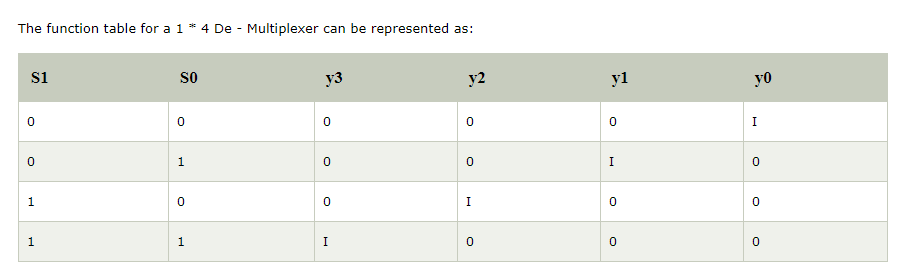 The function table for a 1 * 4 De - Multiplexer can be represented as:
S1 S0 y3 y2 y1 y0
0 0 0 0 0 I
0 1 0 0 I 0
1 0 0 I 0 0
1 1 I 0 0 0